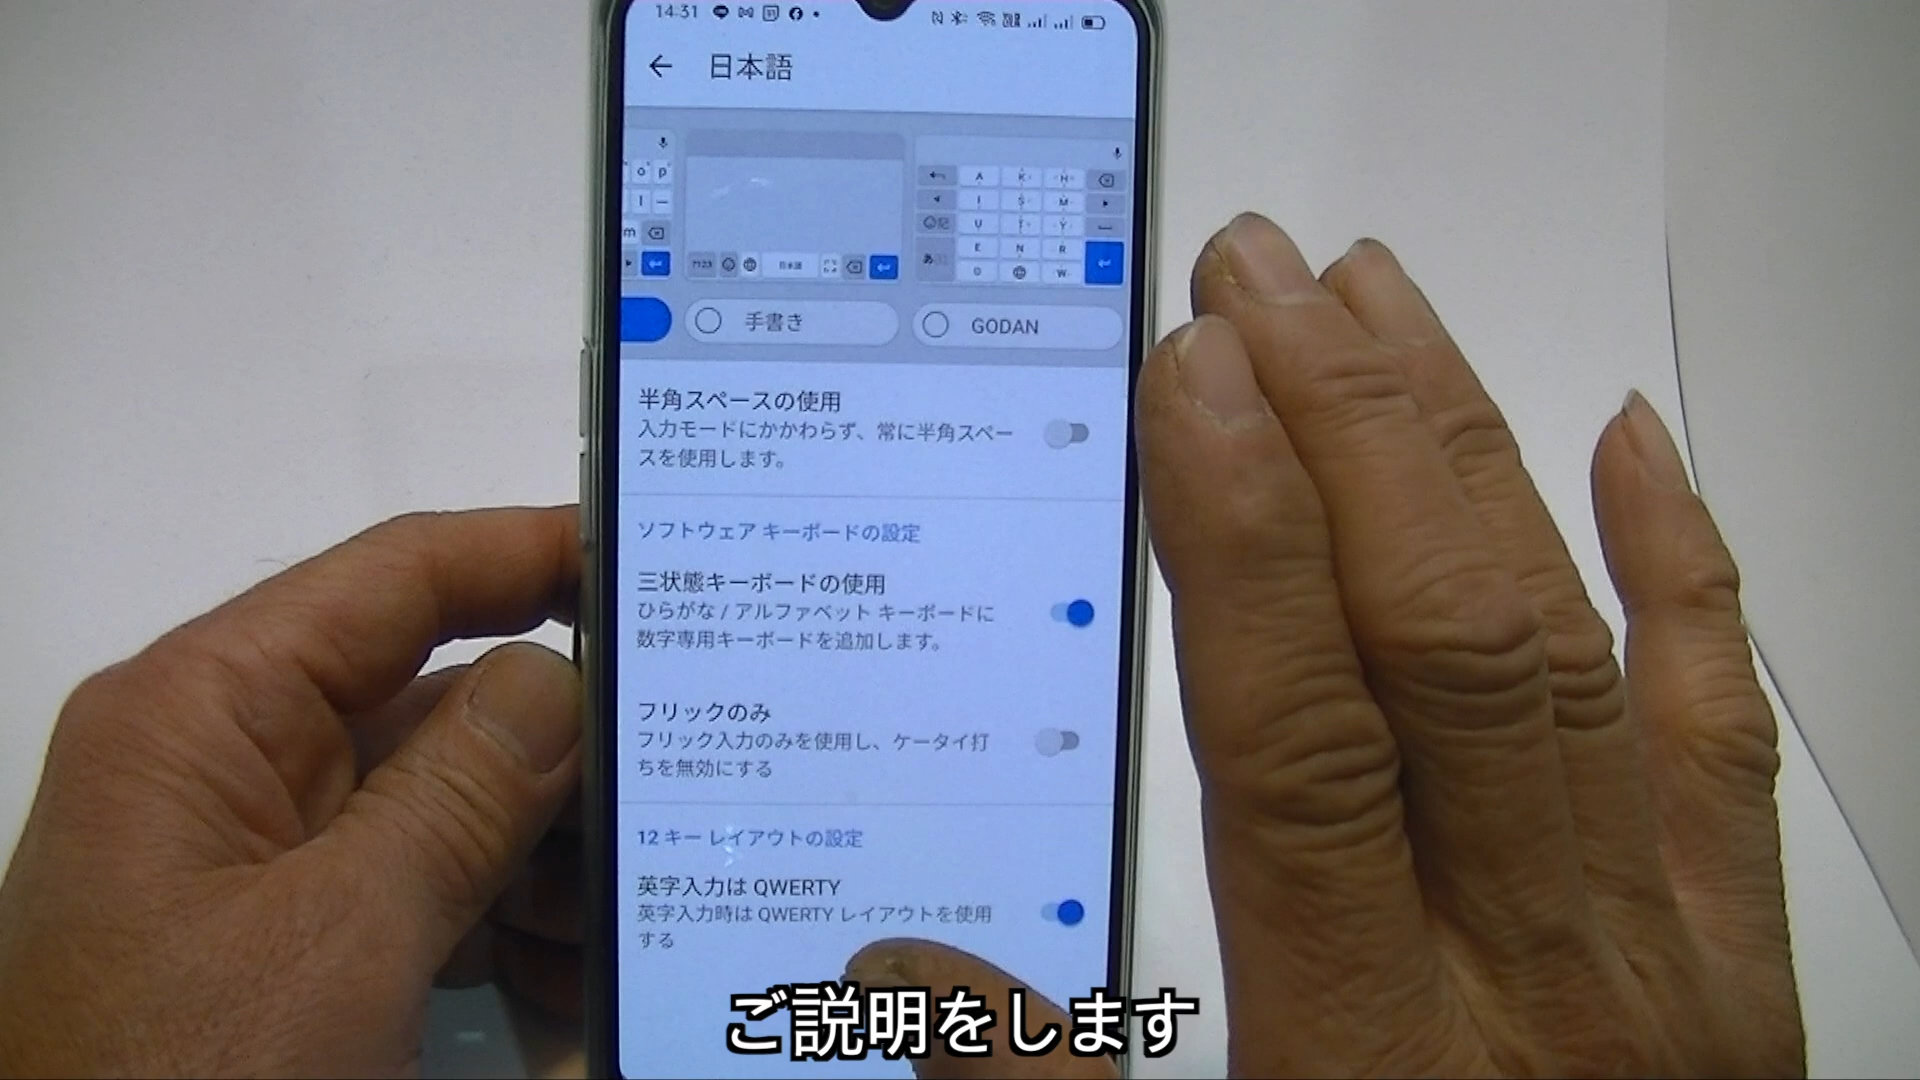 14:31
← 日本語
o p
l ー
m
?123 日本語
A K H
I S M
記 U T Y
E N R
あ O W
手書き
GODAN
半角スペースの使用
入力モードにかかわらず、常に半角スペー
スを使用します。
ソフトウェア キーボードの設定
三状態キーボードの使用
ひらがな / アルファベット キーボードに
数字専用キーボードを追加します。
フリックのみ
フリック入力のみを使用し、ケータイ打
ちを無効にする
12 キー レイアウトの設定
英字入力は QWERTY
英字入力時は QWERTY レイアウトを使用
する
ご説明をします